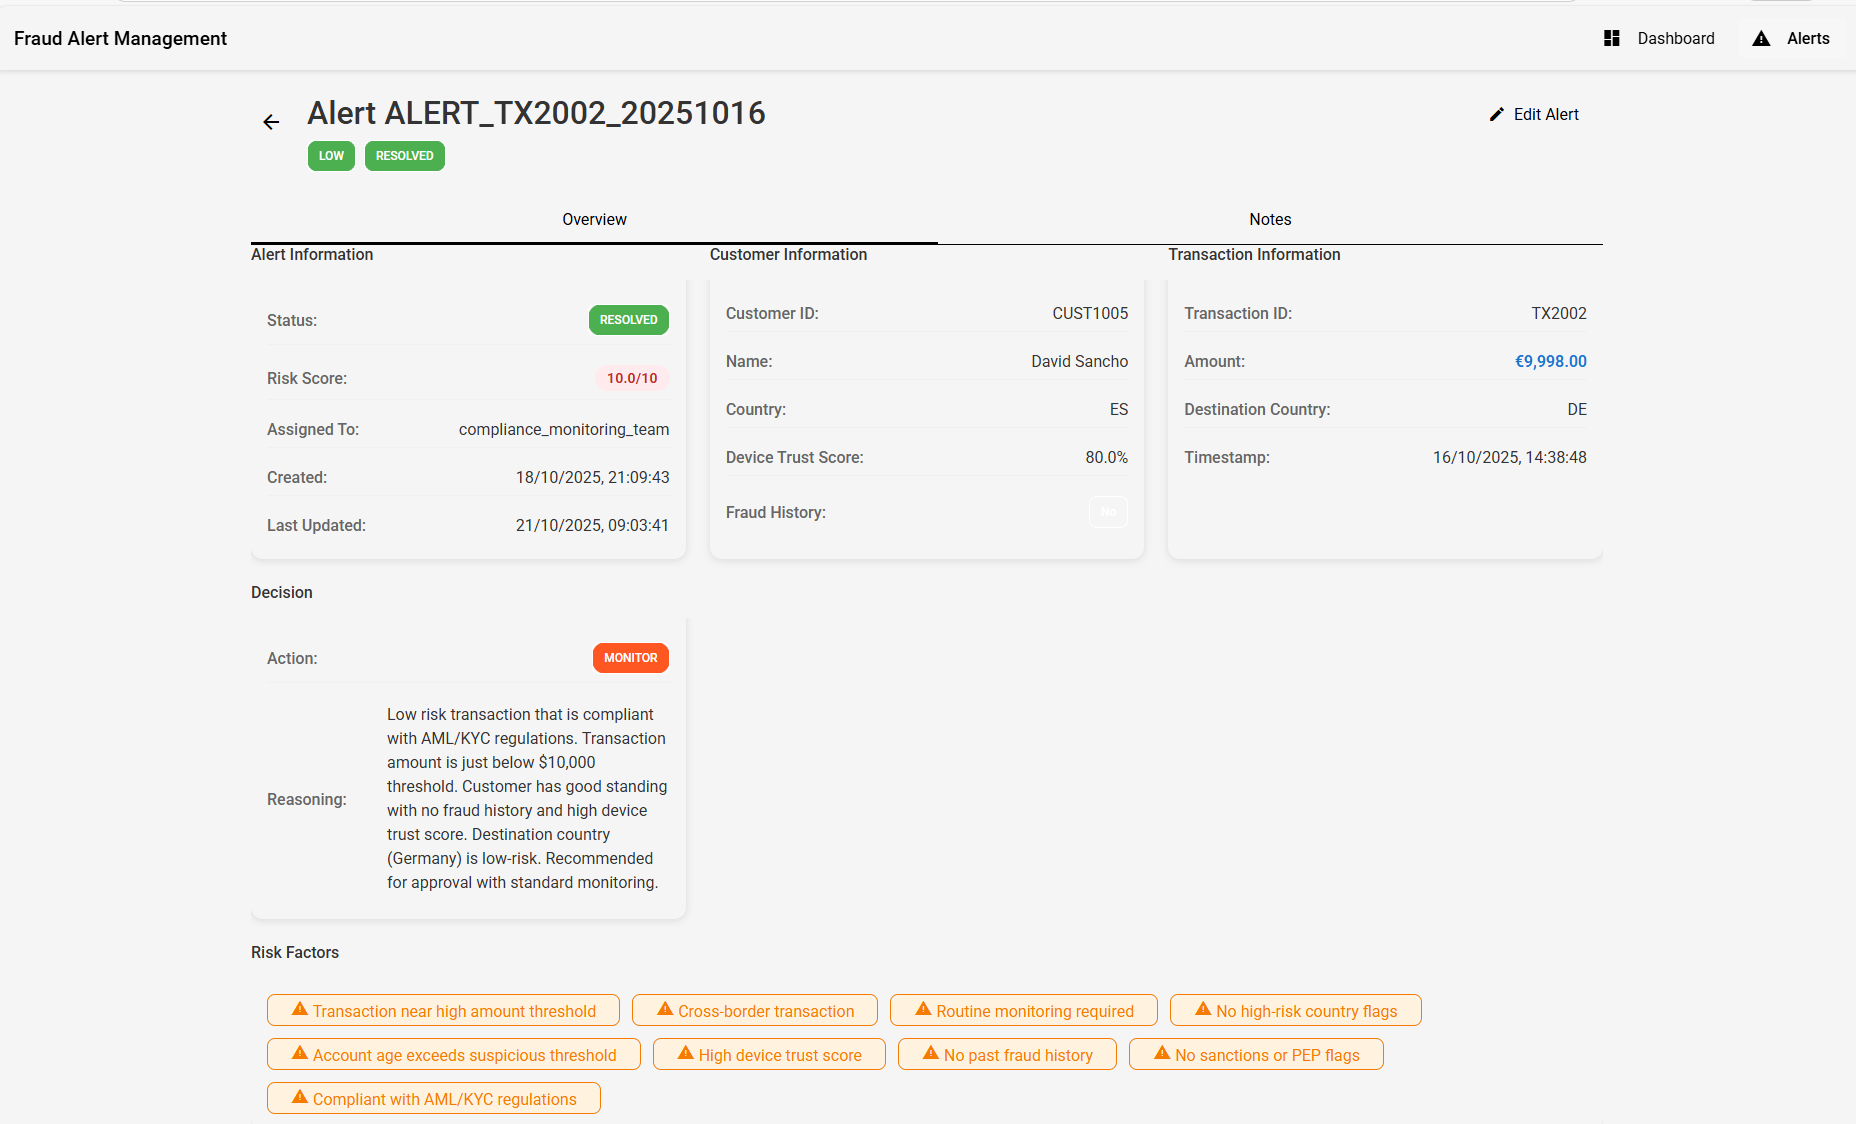 Fraud Alert Management
Dashboard
Alerts
Alert ALERT_TX2002_20251016
Edit Alert
LOW
RESOLVED
Overview
Notes
Alert Information
Status:
RESOLVED
Risk Score:
10.0/10
Assigned To:
compliance_monitoring_team
Created:
18/10/2025, 21:09:43
Last Updated:
21/10/2025, 09:03:41
Customer Information
Customer ID:
CUST1005
Name:
David Sancho
Country:
ES
Device Trust Score:
80.0%
Fraud History:
No
Transaction Information
Transaction ID:
TX2002
Amount:
€9,998.00
Destination Country:
DE
Timestamp:
16/10/2025, 14:38:48
Decision
Action:
MONITOR
Reasoning:
Low risk transaction that is compliant
with AML/KYC regulations. Transaction
amount is just below $10,000
threshold. Customer has good standing
with no fraud history and high device
trust score. Destination country
(Germany) is low-risk. Recommended
for approval with standard monitoring.
Risk Factors
Transaction near high amount threshold
Cross-border transaction
Routine monitoring required
No high-risk country flags
Account age exceeds suspicious threshold
High device trust score
No past fraud history
No sanctions or PEP flags
Compliant with AML/KYC regulations